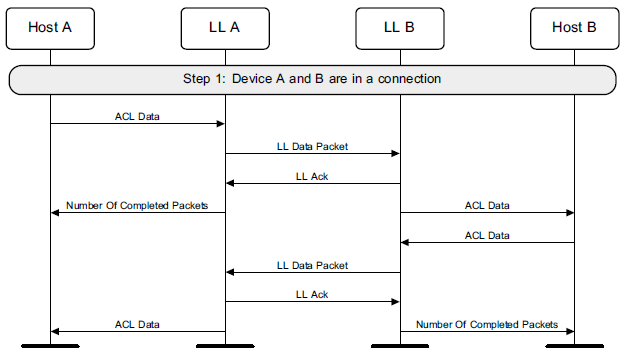 Host A
LL A
LL B
Host B
Step 1: Device A and B are in a connection
ACL Data
LL Data Packet
LL Ack
Number Of Completed Packets
ACL Data
ACL Data
LL Data Packet
LL Ack
ACL Data
Number Of Completed Packets